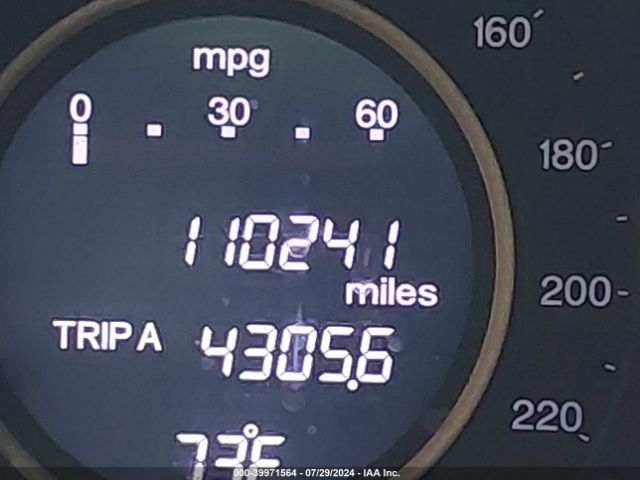 mpg
0 30 60
110241
miles
TRIP A 4305.6
73°F
160
180
200
220
000-39971564 - 07/29/2024 - IAA Inc.